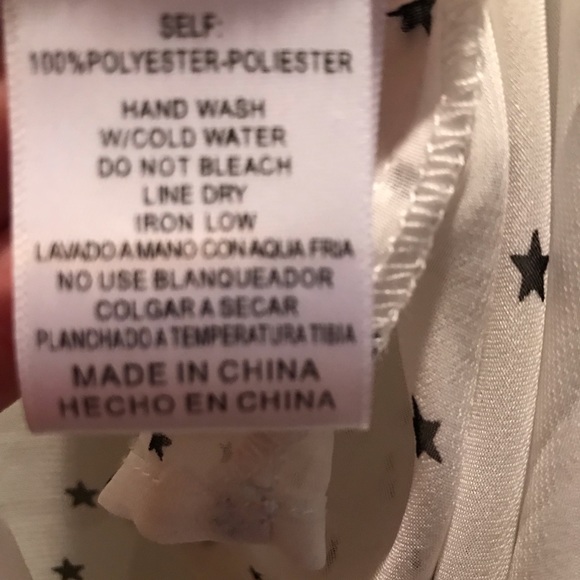 SELF:
100%POLYESTER-POLIESTER
HAND WASH
W/COLD WATER
DO NOT BLEACH
LINE DRY
IRON LOW
LAVADO A MANO CON AQUA FRIA
NO USE BLANQUEADOR
COLGAR A SECAR
PLANCHADO A TEMPERATURA TIBIA
MADE IN CHINA
HECHO EN CHINA